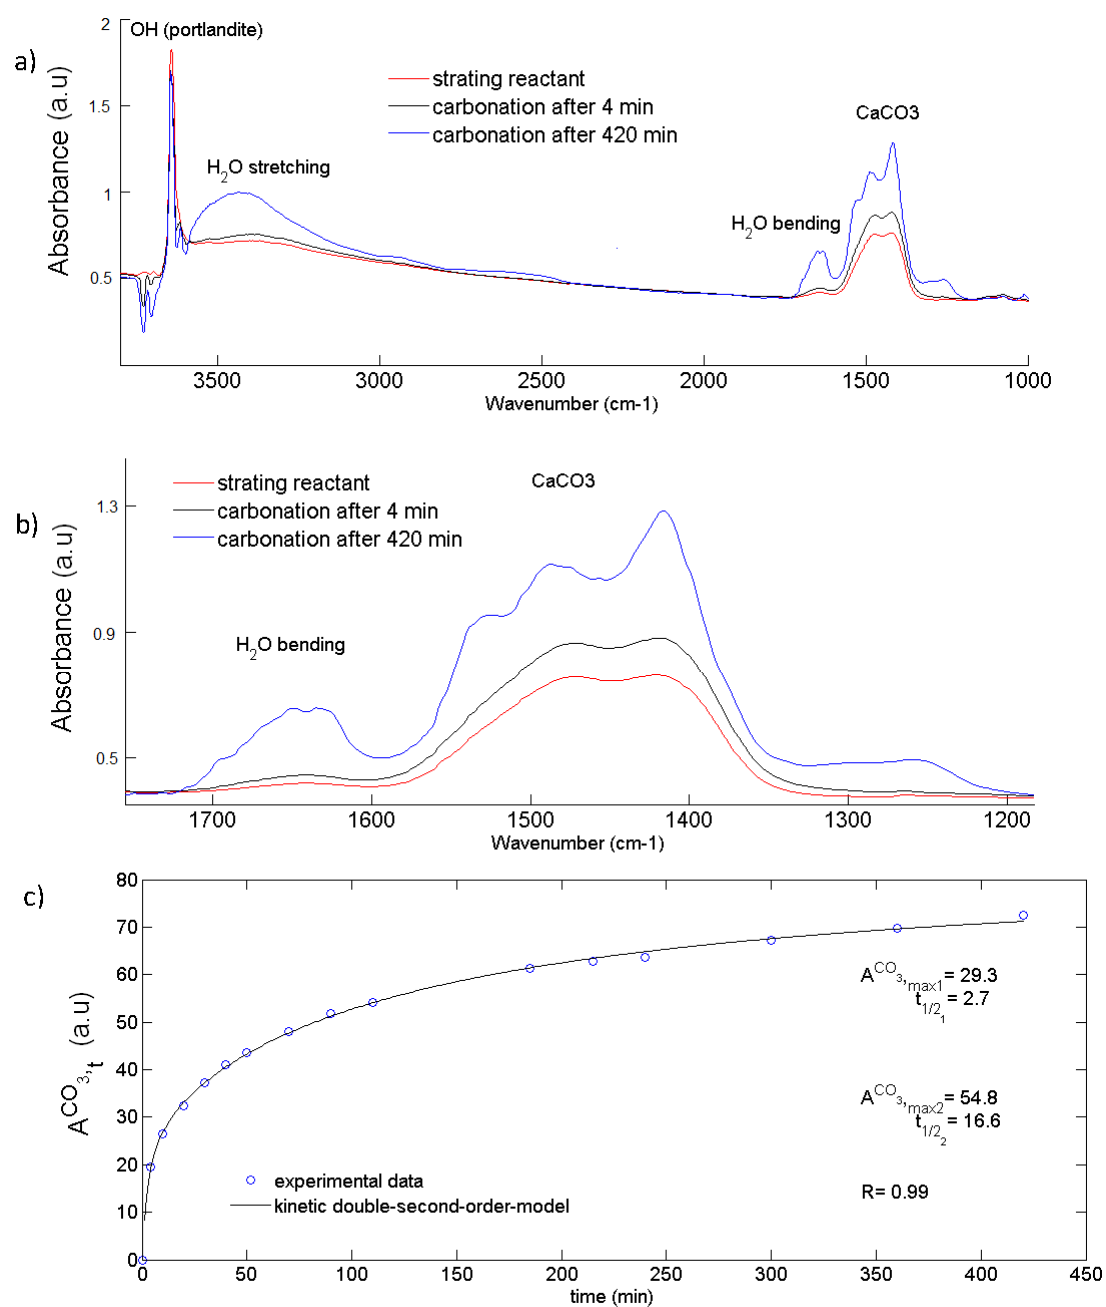 a)
OH (portlandite)
2
1.5
1
0.5
Absorbance (a.u)
strating reactant
carbonation after 4 min
carbonation after 420 min
H2O stretching
CaCO3
H2O bending
3500 3000 2500 2000 1500 1000
Wavenumber (cm-1)
b)
1.3
0.9
0.5
Absorbance (a.u)
strating reactant
carbonation after 4 min
carbonation after 420 min
CaCO3
H2O bending
1700 1600 1500 1400 1300 1200
Wavenumber (cm-1)
c)
80
70
60
50
40
30
20
10
0
A^CO3,t (a.u)
A^CO3,max1= 29.3
t1/21 = 2.7
A^CO3,max2= 54.8
t1/22 = 16.6
R= 0.99
experimental data
kinetic double-second-order-model
0 50 100 150 200 250 300 350 400 450
time (min)